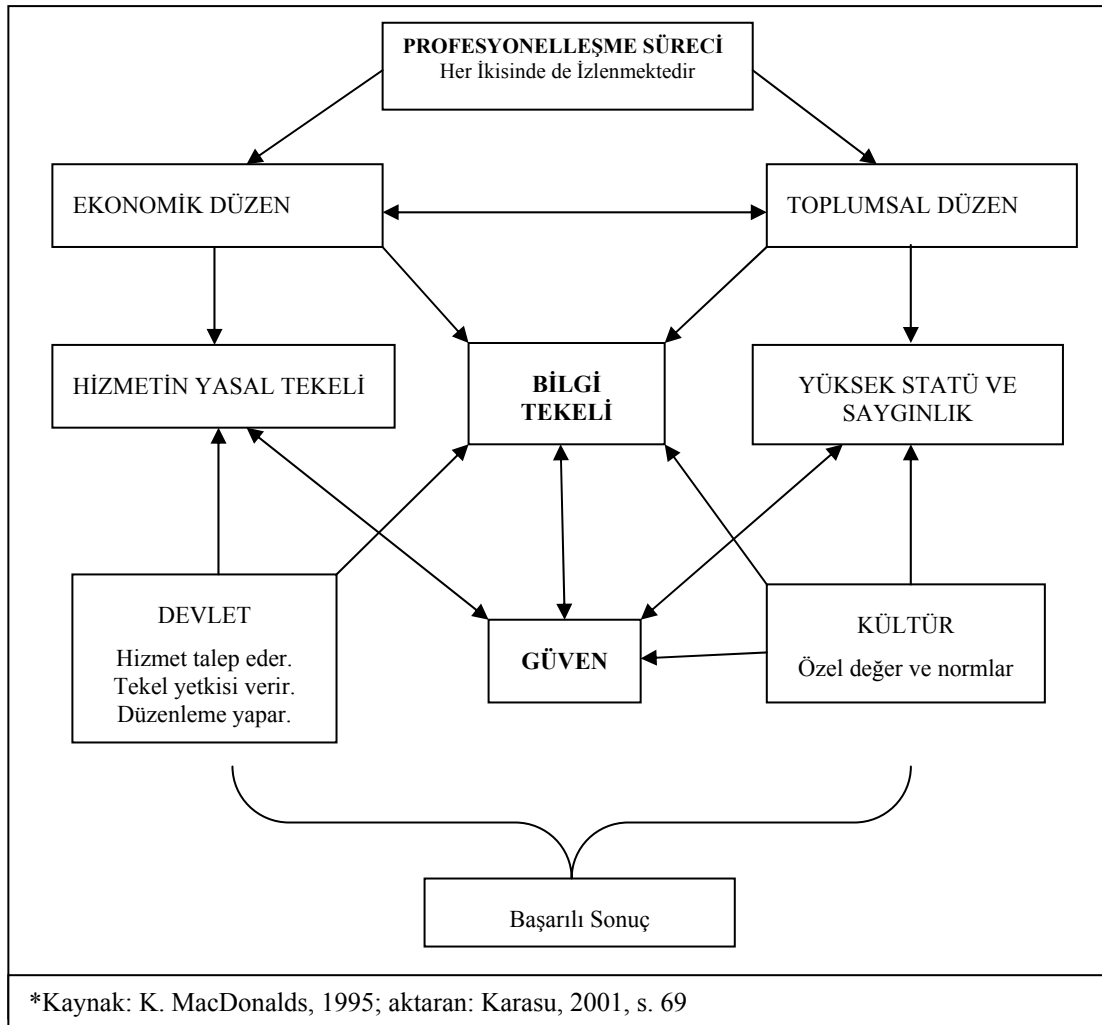 PROFESYONELLEŞME SÜRECİ
Her İkisinde de İzlenmektedir
EKONOMİK DÜZEN
TOPLUMSAL DÜZEN
HİZMETİN YASAL TEKELİ
BİLGİ
TEKELİ
YÜKSEK STATÜ VE
SAYGINLIK
DEVLET
Hizmet talep eder.
Tekel yetkisi verir.
Düzenleme yapar.
GÜVEN
KÜLTÜR
Özel değer ve normlar
Başarılı Sonuç
*Kaynak: K. MacDonalds, 1995; aktaran: Karasu, 2001, s. 69